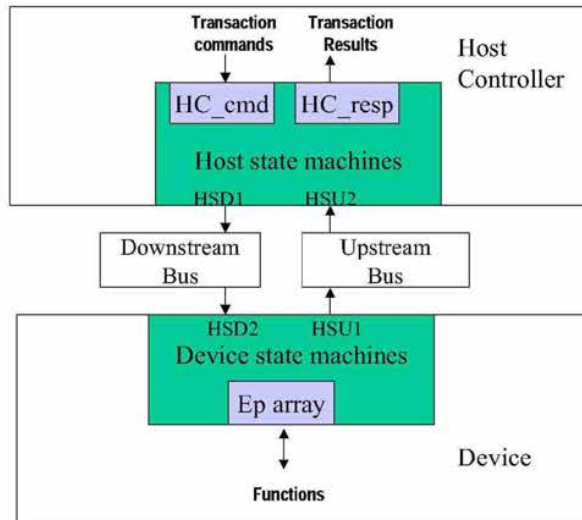 Transaction
commands
Transaction
Results
Host
Controller
HC_cmd
HC_resp
Host state machines
HSD1
HSU2
Downstream
Bus
Upstream
Bus
HSD2
HSU1
Device state machines
Ep array
Device
Functions